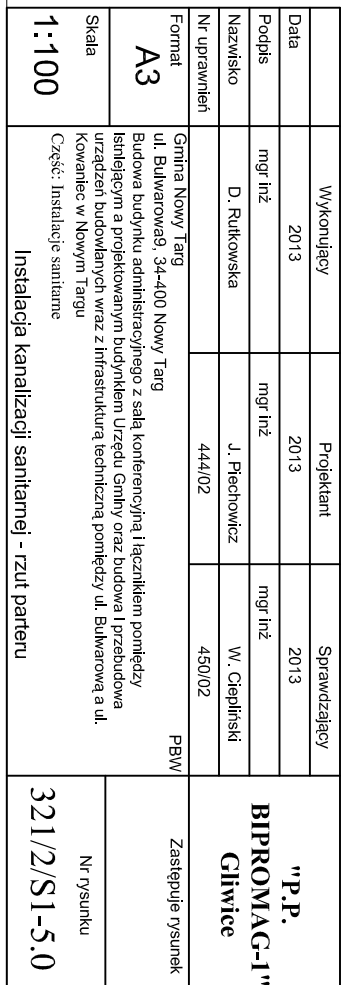 Wykonujący Projektant Sprawdzający
Data 2013 2013 2013
Podpis mgr inż mgr inż mgr inż
Nazwisko D. Rutkowska J. Piechowicz W. Ciepliński
Nr uprawnień 444/02 450/02
"P.P.
BIPROMAG-1"
Gliwice
Format
A3
Gmina Nowy Targ
ul. Bulwarowa9, 34-400 Nowy Targ
PBW
Budowa budynku administracyjnego z salą konferencyjną i łącznikiem pomiędzy
istniejącym a projektowanym budynkiem Urzędu Gminy oraz budowa i przebudowa
urządzeń budowlanych wraz z infrastrukturą techniczną pomiędzy ul. Bulwarową a ul.
Kowaniec w Nowym Targu
Część: Instalacje sanitarne
Zastępuje rysunek
Skala
1:100
Instalacja kanalizacji sanitarnej - rzut parteru
Nr rysunku
321/2/S1-5.0